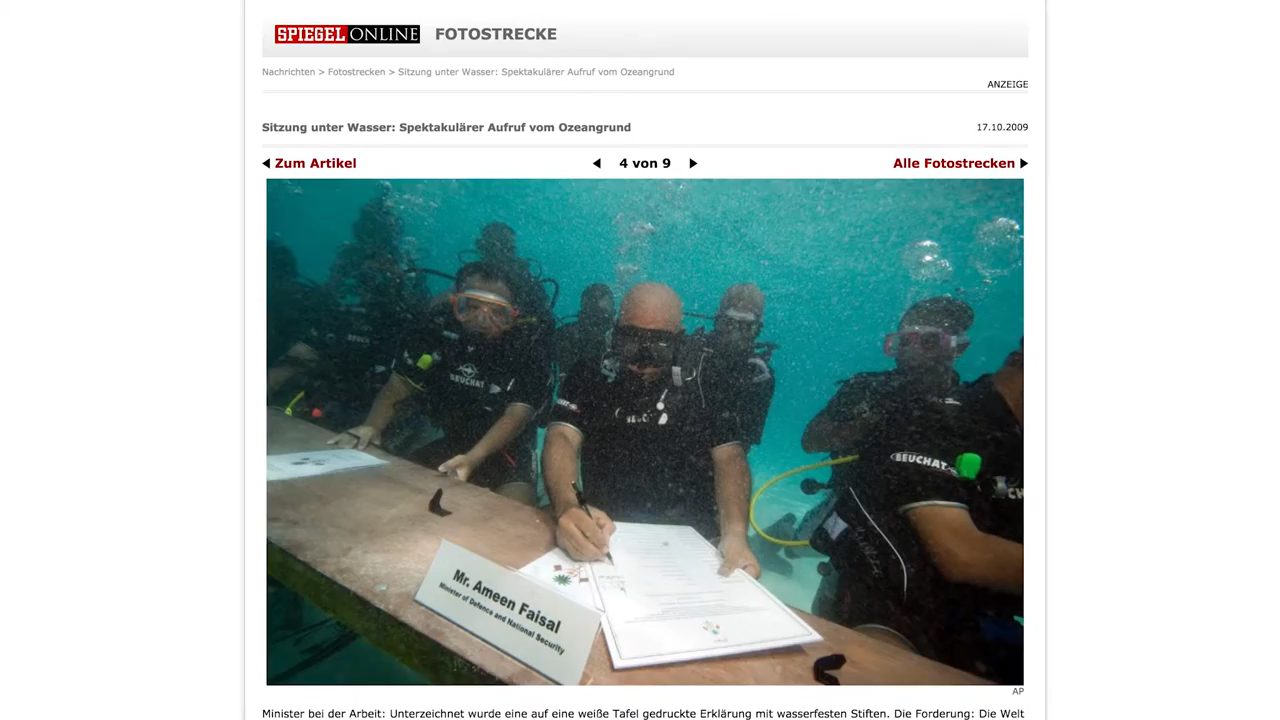 SPIEGEL ONLINE FOTOSTRECKE
Nachrichten > Fotostrecken > Sitzung unter Wasser: Spektakulärer Aufruf vom Ozeangrund
ANZEIGE
Sitzung unter Wasser: Spektakulärer Aufruf vom Ozeangrund 17.10.2009
Zum Artikel 4 von 9 Alle Fotostrecken
BEUCHAT
BEUCHAT
Mr. Ameen Faisal
Minister of Defence and National Security
AP
Minister bei der Arbeit: Unterzeichnet wurde eine auf eine weiße Tafel gedruckte Erklärung mit wasserfesten Stiften. Die Forderung: Die Welt